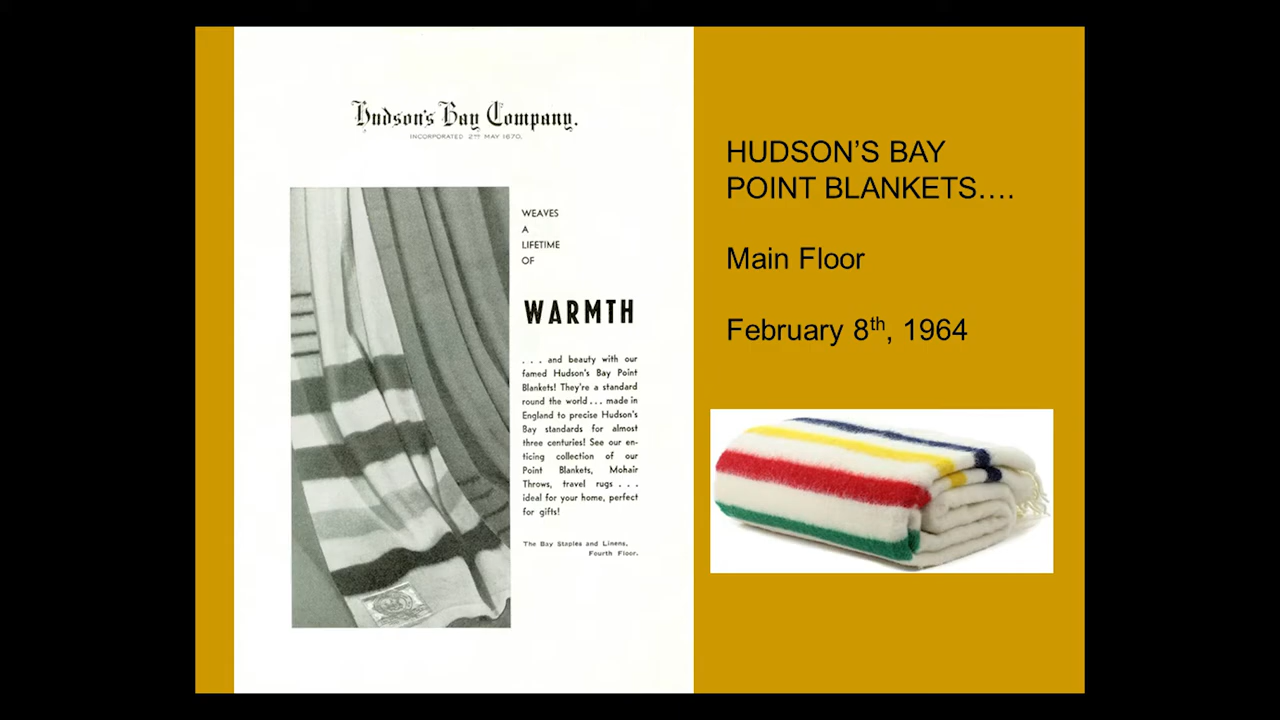 Hudson's Bay Company.
INCORPORATED 2ND MAY 1670.
WEAVES
A
LIFETIME
OF
WARMTH
. . . and beauty with our
famed Hudson's Bay Point
Blankets! They're a standard
round the world . . . made in
England to precise Hudson's
Bay standards for almost
three centuries! See our en-
ticing collection of our
Point Blankets, Mohair
Throws, travel rugs . . .
ideal for your home, perfect
for gifts!
The Bay Staples and Linens,
Fourth Floor.
HUDSON'S BAY
POINT BLANKETS….
Main Floor
February 8th, 1964